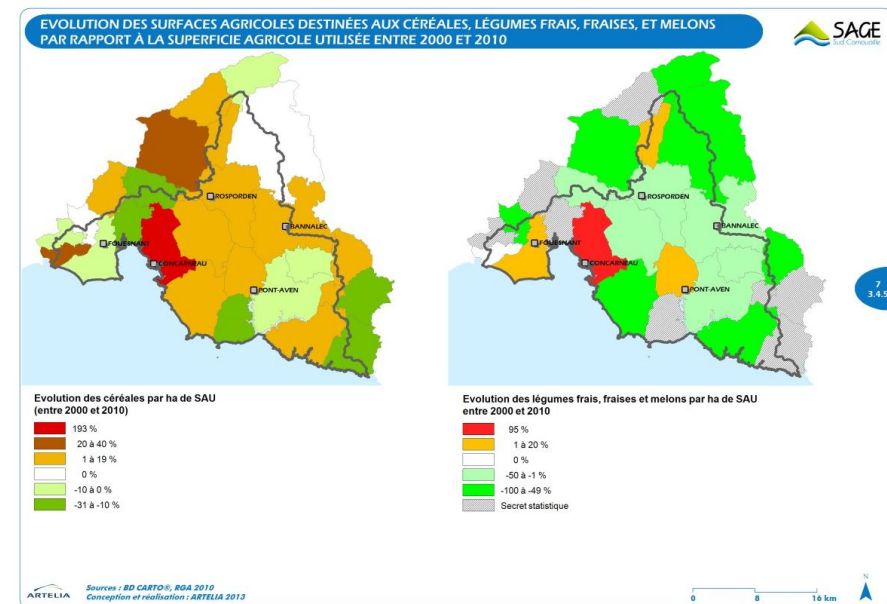 EVOLUTION DES SURFACES AGRICOLES DESTINÉES AUX CÉRÉALES, LÉGUMES FRAIS, FRAISES, ET MELONS
PAR RAPPORT À LA SUPERFICIE AGRICOLE UTILISÉE ENTRE 2000 ET 2010
SAGE
Sud Cornouaille
ROSPORDEN
BANNALEC
FOUESNANT
CONCARNEAU
PONT-AVEN
ROSPORDEN
BANNALEC
FOUESNANT
CONCARNEAU
PONT-AVEN
7
3.4.5
Evolution des céréales par ha de SAU
(entre 2000 et 2010)
193 %
20 à 40 %
1 à 19 %
0 %
-10 à 0 %
-31 à -10 %
Evolution des légumes frais, fraises et melons par ha de SAU
entre 2000 et 2010
95 %
1 à 20 %
0 %
-50 à -1 %
-100 à -49 %
Secret statistique
ARTELIA
Sources : BD CARTO®, RGA 2010
Conception et réalisation : ARTELIA 2013
0 8 16 km
N